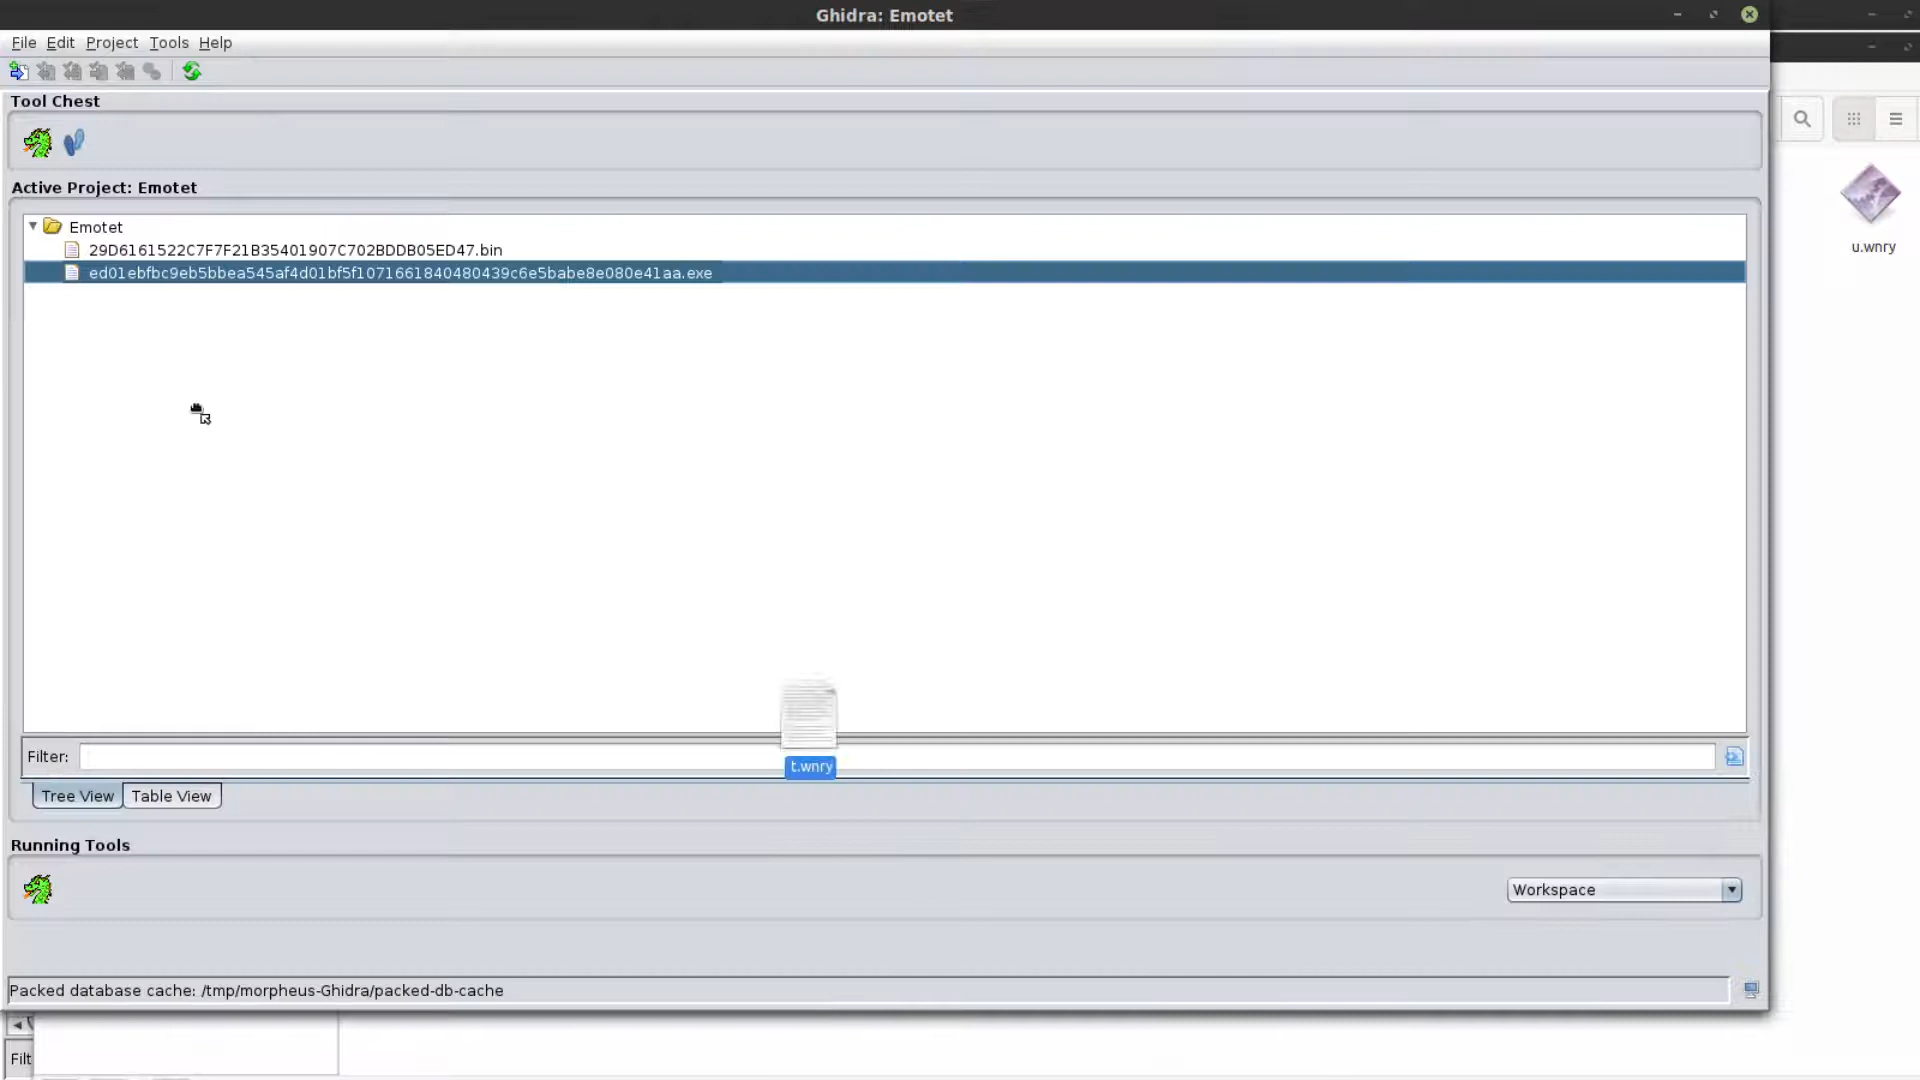 Ghidra: Emotet
File Edit Project Tools Help
Tool Chest
Active Project: Emotet
Emotet
29D6161522C7F7F21B35401907C702BDDB05ED47.bin
ed01ebfbc9eb5bbea545af4d01bf5f1071661840480439c6e5babe8e080e41aa.exe
u.wnry
Filter:
t.wnry
Tree View Table View
Running Tools
Workspace
Packed database cache: /tmp/morpheus-Ghidra/packed-db-cache
Filt